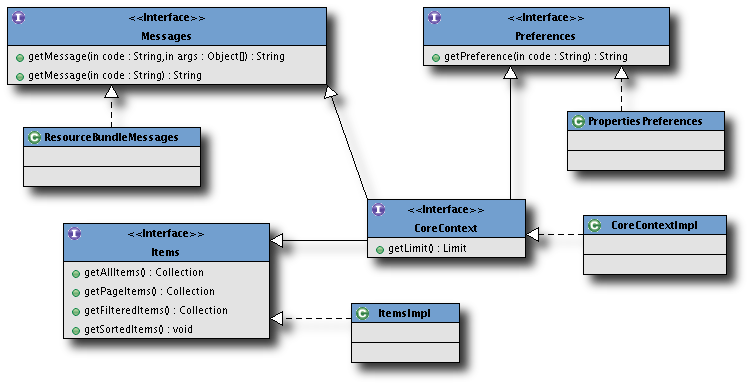 I
<<Interface>>
Messages
getMessage(in code : String,in args : Object[]) : String
getMessage(in code : String) : String
I
<<Interface>>
Preferences
getPreference(in code : String) : String
C
ResourceBundleMessages
C
PropertiesPreferences
I
<<Interface>>
CoreContext
getLimit() : Limit
C
CoreContextImpl
I
<<Interface>>
Items
getAllItems() : Collection
getPageItems() : Collection
getFilteredItems() : Collection
getSortedItems() : void
C
ItemsImpl